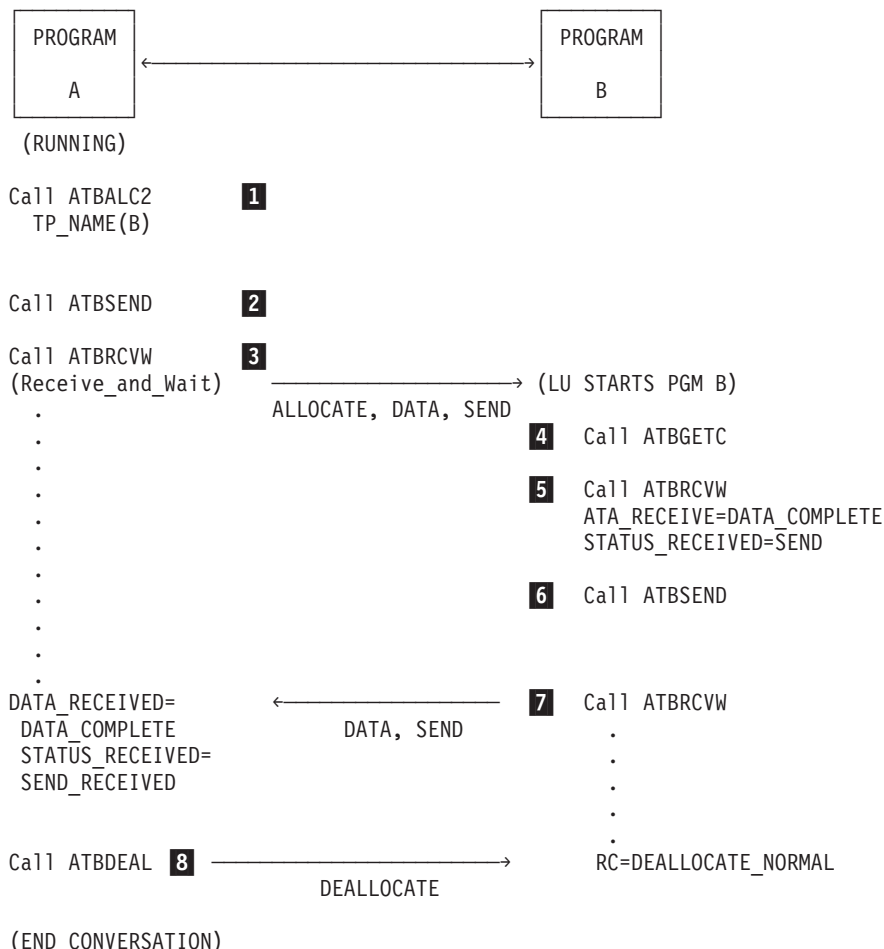 PROGRAM PROGRAM
A B
(RUNNING)
Call ATBALC2 1
TP_NAME(B)
Call ATBSEND 2
Call ATBRCVW 3
(Receive_and_Wait) (LU STARTS PGM B)
ALLOCATE, DATA, SEND
4 Call ATBGETC
5 Call ATBRCVW
ATA_RECEIVE=DATA_COMPLETE
STATUS_RECEIVED=SEND
6 Call ATBSEND
DATA_RECEIVED= 7 Call ATBRCVW
DATA_COMPLETE DATA, SEND
STATUS_RECEIVED=
SEND_RECEIVED
Call ATBDEAL 8 RC=DEALLOCATE_NORMAL
DEALLOCATE
(END CONVERSATION)